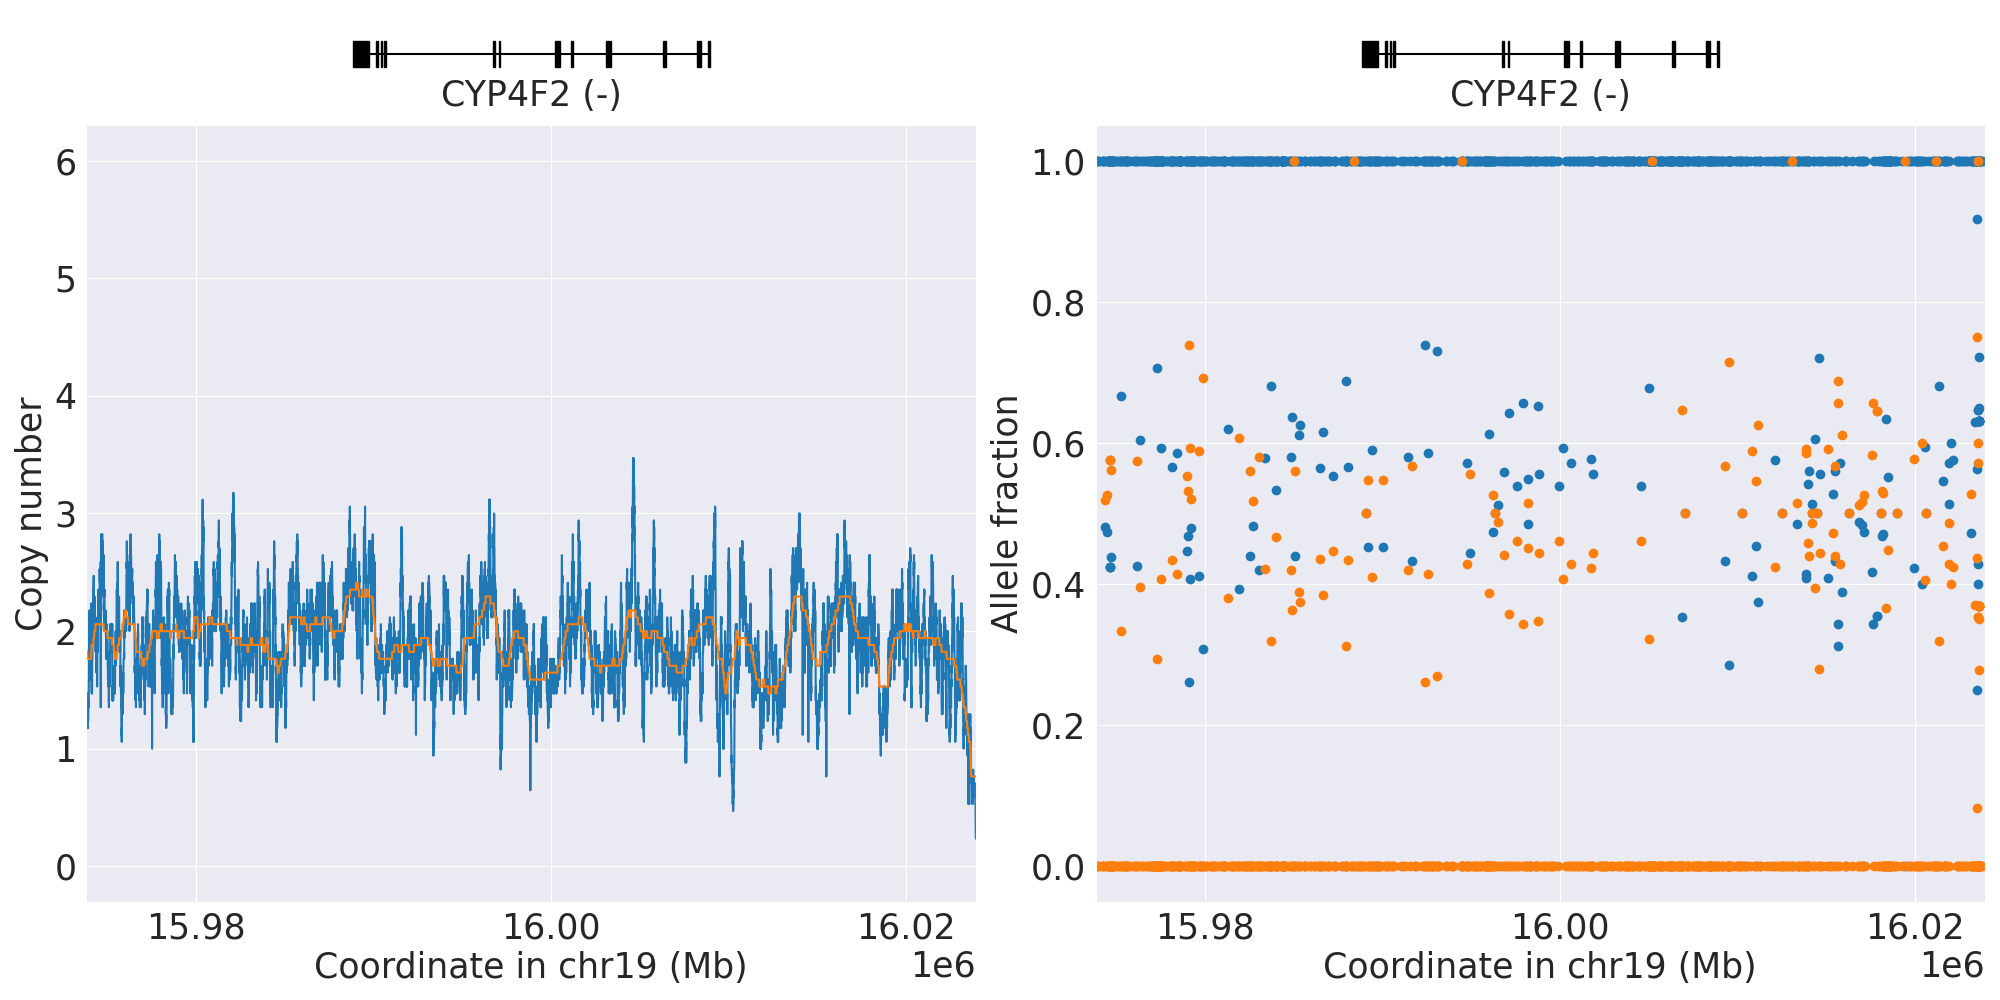 CYP4F2 (-)
6
5
4
3
2
1
0
Copy number
15.98
16.00
16.02
Coordinate in chr19 (Mb)
1e6
CYP4F2 (-)
1.0
0.8
0.6
0.4
0.2
0.0
Allele fraction
15.98
16.00
16.02
Coordinate in chr19 (Mb)
1e6